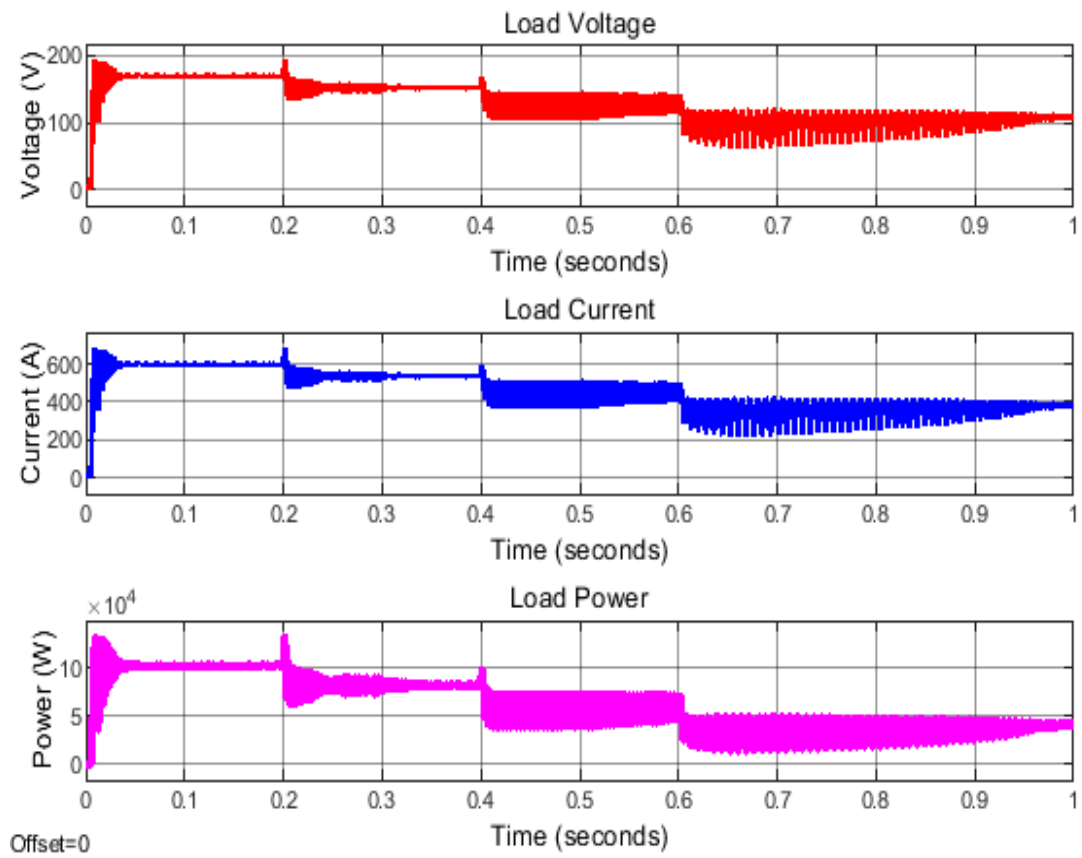 Load Voltage
Voltage (V)
200
100
0
0 0.1 0.2 0.3 0.4 0.5 0.6 0.7 0.8 0.9 1
Time (seconds)
Load Current
Current (A)
600
400
200
0
0 0.1 0.2 0.3 0.4 0.5 0.6 0.7 0.8 0.9 1
Time (seconds)
Load Power
×10⁴
Power (W)
10
5
0
0 0.1 0.2 0.3 0.4 0.5 0.6 0.7 0.8 0.9 1
Time (seconds)
Offset=0